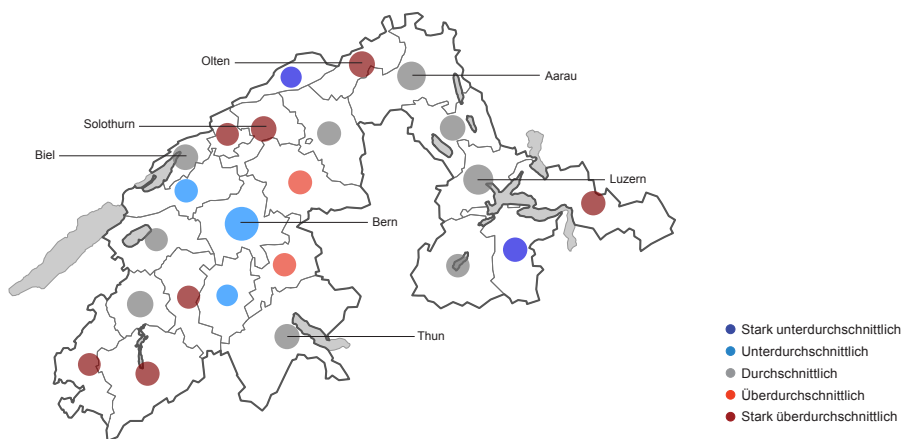 Olten
Aarau
Solothurn
Biel
Luzern
Bern
Thun
Stark unterdurchschnittlich
Unterdurchschnittlich
Durchschnittlich
Überdurchschnittlich
Stark überdurchschnittlich